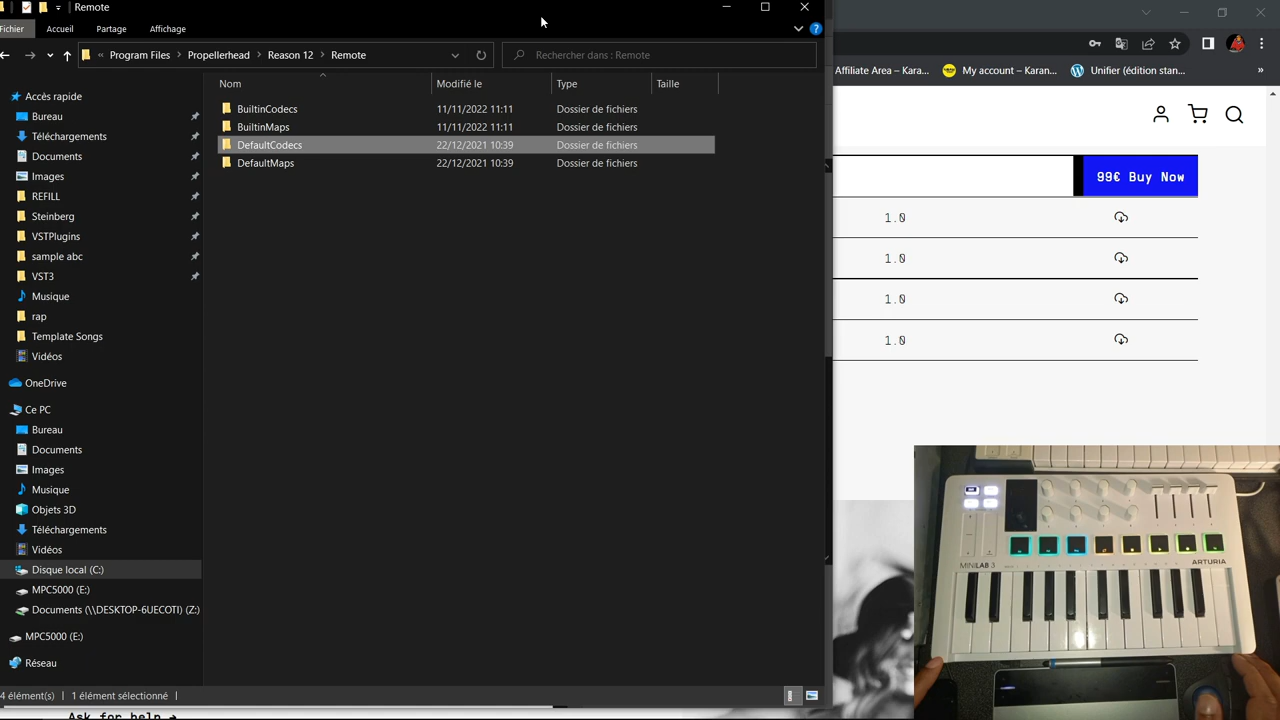 Remote
Fichier
Accueil
Partage
Affichage
« Program Files > Propellerhead > Reason 12 > Remote
Rechercher dans : Remote
Nom
Modifié le
Type
Taille
BuiltinCodecs 11/11/2022 11:11 Dossier de fichiers
BuiltinMaps 11/11/2022 11:11 Dossier de fichiers
DefaultCodecs 22/12/2021 10:39 Dossier de fichiers
DefaultMaps 22/12/2021 10:39 Dossier de fichiers
Accès rapide
Bureau
Téléchargements
Documents
Images
REFILL
Steinberg
VSTPlugins
sample abc
VST3
Musique
rap
Template Songs
Vidéos
OneDrive
Ce PC
Bureau
Documents
Images
Musique
Objets 3D
Téléchargements
Vidéos
Disque local (C:)
MPC5000 (E:)
Documents (\\DESKTOP-6UECOTI) (Z:)
MPC5000 (E:)
Réseau
4 élément(s)
1 élément sélectionné
Affiliate Area – Kara...
My account – Karan...
Unifier (édition stan...
»
99€ Buy Now
1.0
1.0
1.0
1.0
MINILAB 3
ARTURIA
Ask for help →